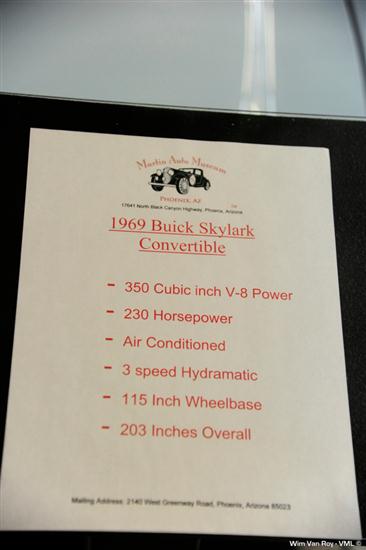 Martin Auto Museum
PHOENIX, AZ
17641 North Black Canyon Highway, Phoenix, Arizona
1969 Buick Skylark
Convertible
- 350 Cubic inch V-8 Power
- 230 Horsepower
- Air Conditioned
- 3 speed Hydramatic
- 115 Inch Wheelbase
- 203 Inches Overall
Mailing Address: 2140 West Greenway Road, Phoenix, Arizona 85023
Wim Van Roy - VML ©